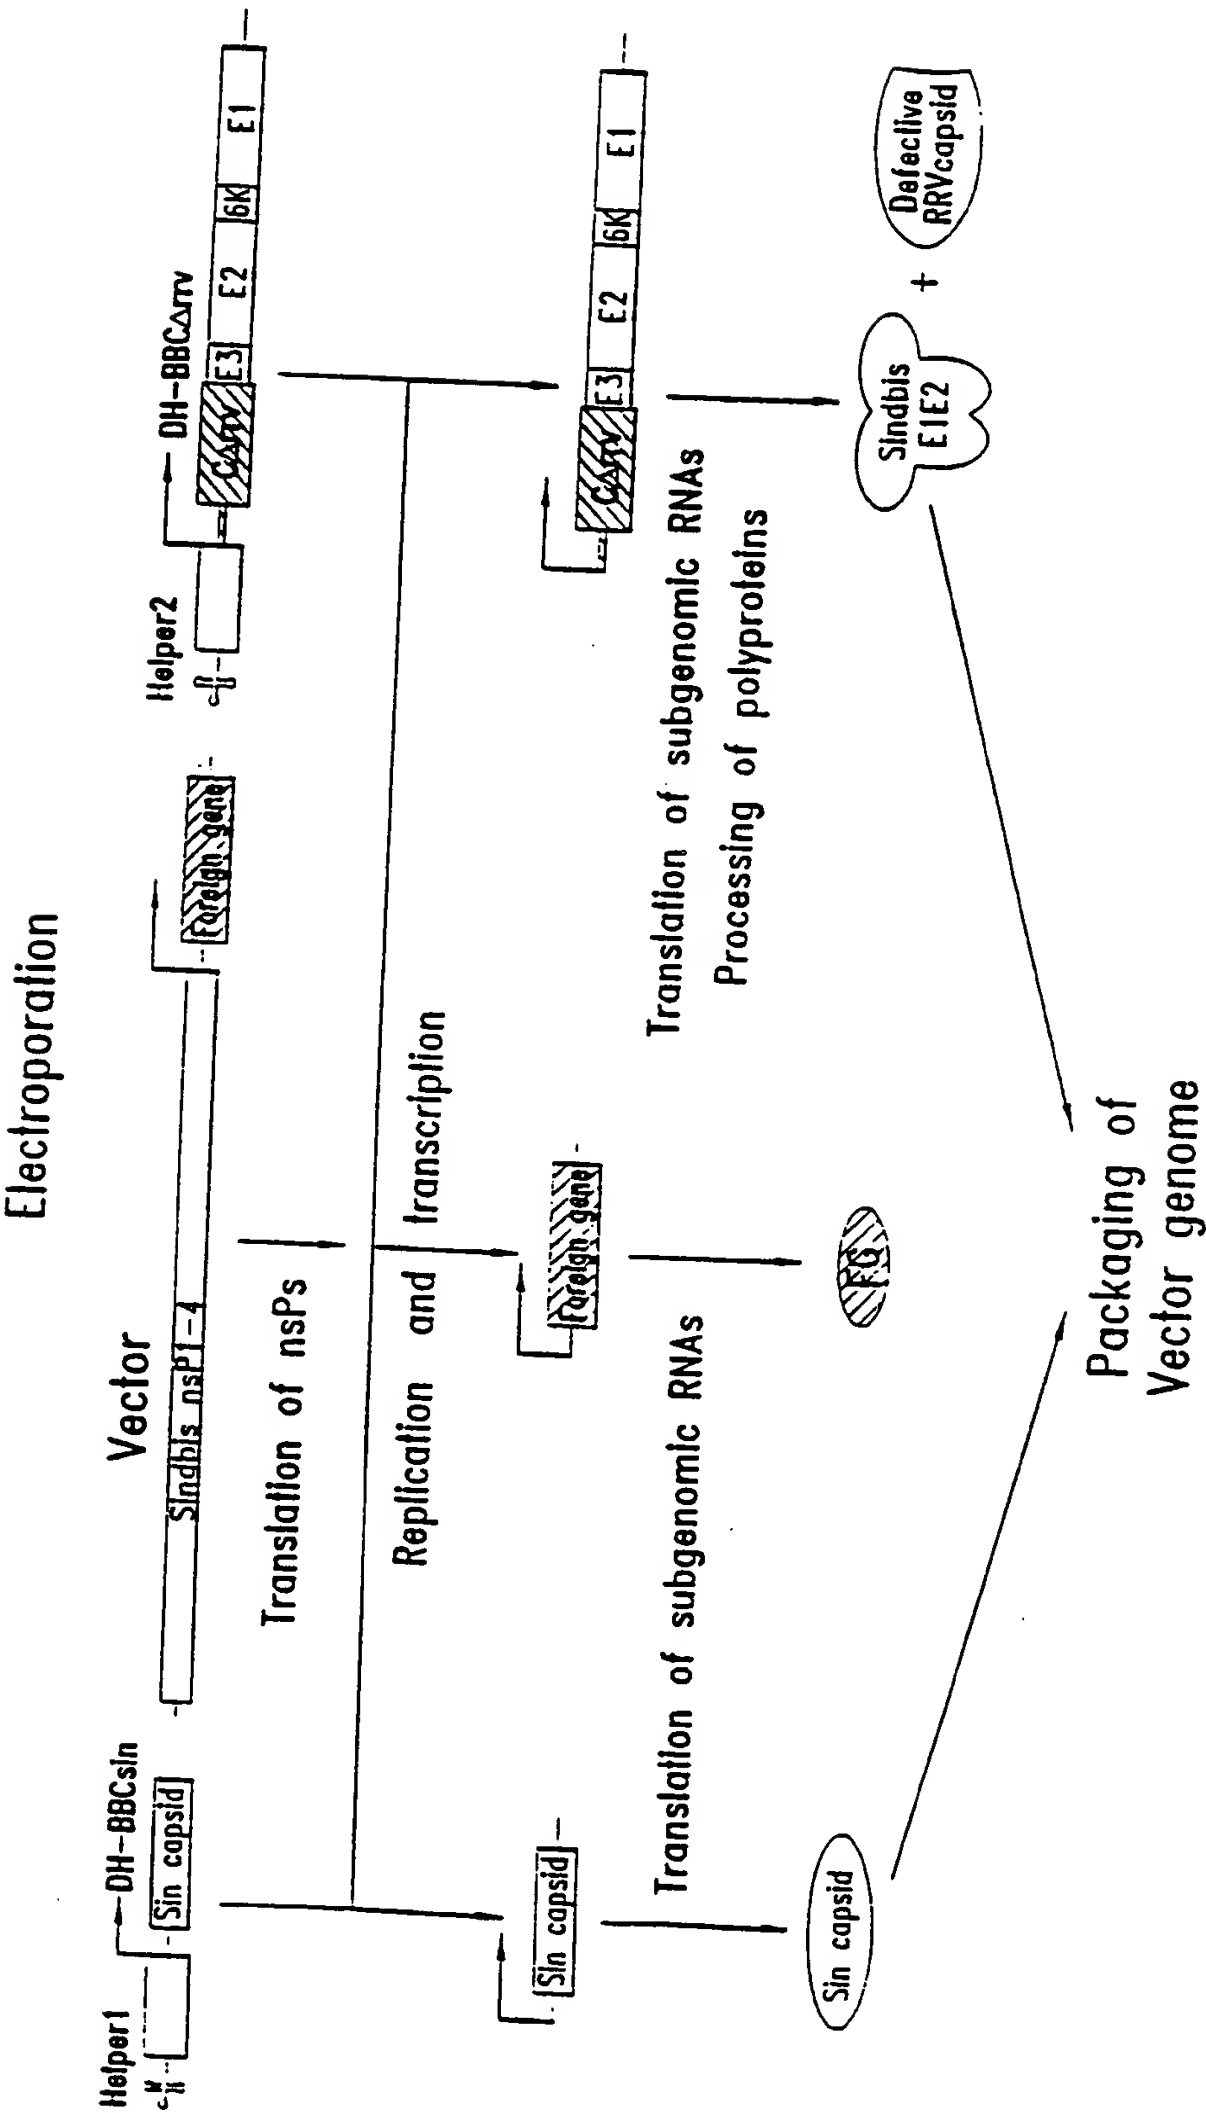 Electroporation
Helper1
DH-BBCsin
Sin capsid
Vector
Sindbis nsP1-4
Foreign gene
Helper2
DH-BBCΔrrv
CΔrrv
E3
E2
6K
E1
Translation of nsPs
Replication and transcription
Sin capsid
Foreign gene
CΔrrv
E3
E2
6K
E1
Translation of subgenomic RNAs
Translation of subgenomic RNAs
Processing of polyproteins
Sin capsid
FG
Sindbis
E1E2
+
Defective
RRVcapsid
Packaging of
Vector genome